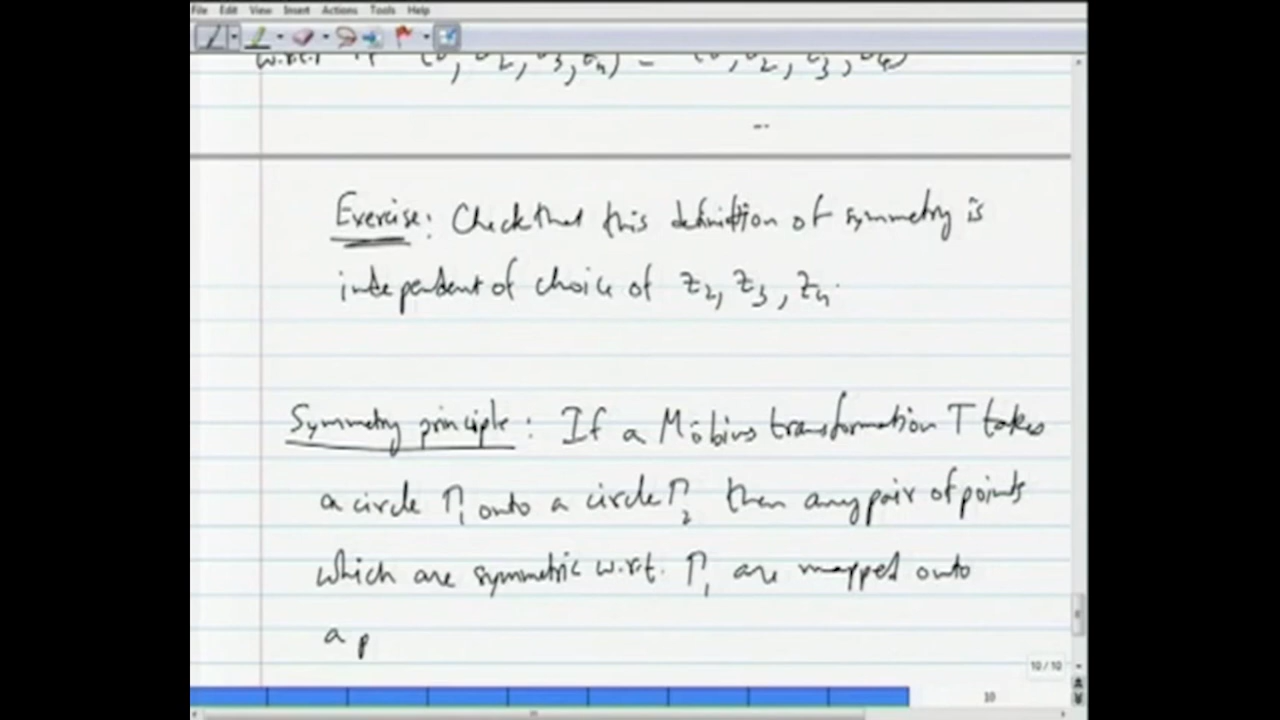 File Edit View Insert Actions Tools Help
Exercise: Check that this definition of symmetry is
independent of choice of z₂, z₃, z₄.
Symmetry principle: If a Möbius transformation T takes
a circle Γ₁ onto a circle Γ₂ then any pair of points
which are symmetric w.r.t. Γ₁ are mapped onto
a p
10/10
10